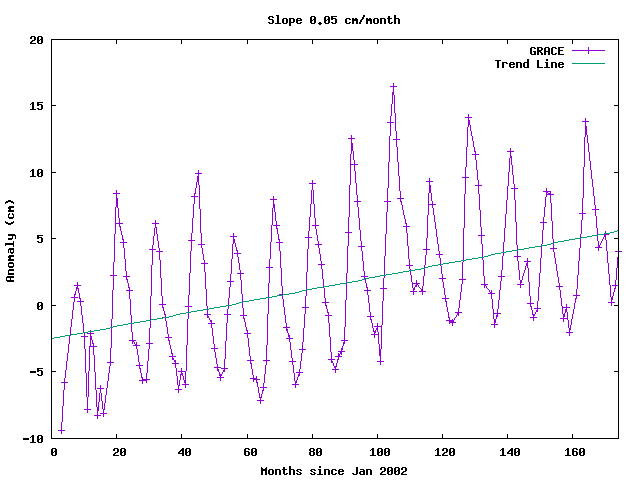 Slope 0.05 cm/month
GRACE
Trend Line
20
15
10
5
0
-5
-10
Anomaly (cm)
0 20 40 60 80 100 120 140 160
Months since Jan 2002